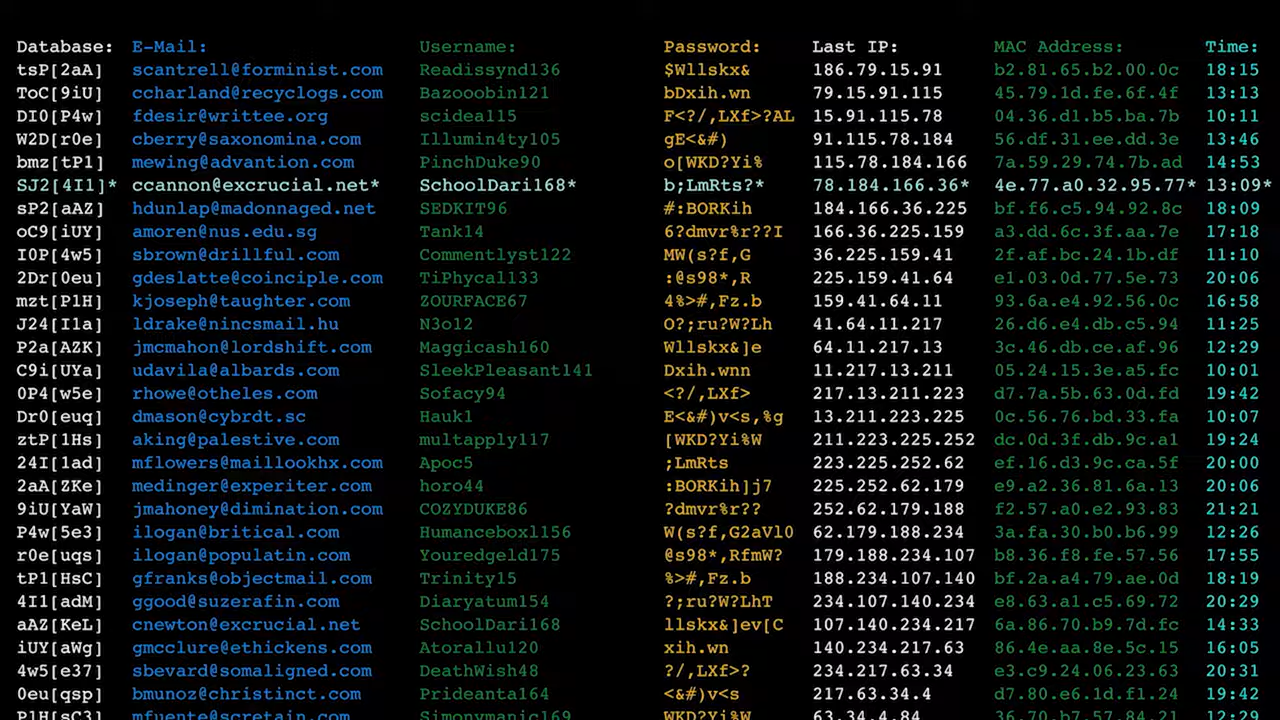 Database: E-Mail: Username: Password: Last IP: MAC Address: Time:
tsP[2aA] scantrell@forminist.com Readissynd136 $Wllskx& 186.79.15.91 b2.81.65.b2.00.0c 18:15
ToC[9iU] ccharland@recyclogs.com Bazooobin121 bDxih.wn 79.15.91.115 45.79.1d.fe.6f.4f 13:13
DI0[P4w] fdesir@writtee.org scidea115 F<?/,LXf>?AL 15.91.115.78 04.36.d1.b5.ba.7b 10:11
W2D[r0e] cberry@saxonomina.com Illumin4ty105 gE<&#) 91.115.78.184 56.df.31.ee.dd.3e 13:46
bmz[tP1] mewing@advantion.com PinchDuke90 o[WKD?Yi% 115.78.184.166 7a.59.29.74.7b.ad 14:53
SJ2[4I1]* ccannon@excrucial.net* SchoolDari168* b;LmRts?* 78.184.166.36* 4e.77.a0.32.95.77* 13:09*
sP2[aAZ] hdunlap@madonnaged.net SEDKIT96 #:BORKih 184.166.36.225 bf.f6.c5.94.92.8c 18:09
oC9[iUY] amoren@nus.edu.sg Tank14 6?dmvr%r??I 166.36.225.159 a3.dd.6c.3f.aa.7e 17:18
I0P[4w5] sbrown@drillful.com Commentlyst122 MW(s?f,G 36.225.159.41 2f.af.bc.24.1b.df 11:10
2Dr[0eu] gdeslatte@coinciple.com TiPhycal133 :@s98*,R 225.159.41.64 e1.03.0d.77.5e.73 20:06
mzt[P1H] kjoseph@taughter.com ZOURFACE67 4%>#,Fz.b 159.41.64.11 93.6a.e4.92.56.0c 16:58
J24[I1a] ldrake@nincsmail.hu N3o12 O?;ru?W?Lh 41.64.11.217 26.d6.e4.db.c5.94 11:25
P2a[AZK] jmcmahon@lordshift.com Maggicash160 Wllskx&]e 64.11.217.13 3c.46.db.ce.af.96 12:29
C9i[UYa] udavila@albards.com SleekPleasant141 Dxih.wnn 11.217.13.211 05.24.15.3e.a5.fc 10:01
0P4[w5e] rhowe@otheles.com Sofacy94 <?/,LXf> 217.13.211.223 d7.7a.5b.63.0d.fd 19:42
Dr0[euq] dmason@cybrdt.sc Hauk1 E<&#)v<s,%g 13.211.223.225 0c.56.76.bd.33.fa 10:07
ztP[1Hs] aking@palestive.com multapply117 [WKD?Yi%W 211.223.225.252 dc.0d.3f.db.9c.a1 19:24
24I[1ad] mflowers@maillookhx.com Apoc5 ;LmRts 223.225.252.62 ef.16.d3.9c.ca.5f 20:00
2aA[ZKe] medinger@experiter.com horo44 :BORKih]j7 225.252.62.179 e9.a2.36.81.6a.13 20:06
9iU[YaW] jmahoney@dimination.com COZYDUKE86 ?dmvr%r?? 252.62.179.188 f2.57.a0.e2.93.83 21:21
P4w[5e3] ilogan@british.com Humanceboxl156 W(s?f,G2aVl0 62.179.188.234 3a.fa.30.b0.b6.99 12:26
r0e[uqs] ilogan@populatin.com Youredgeld175 @s98*,RfmW? 179.188.234.107 b8.36.f8.fe.57.56 17:55
tP1[HsC] gfranks@objectmail.com Trinity15 %>#,Fz.b 188.234.107.140 bf.2a.a4.79.ae.0d 18:19
4I1[adM] ggood@suzerafin.com Diaryatum154 ?;ru?W?LhT 234.107.140.234 e8.63.a1.c5.69.72 20:29
aAZ[KeL] cnewton@excrucial.net SchoolDari168 llskx&]ev[C 107.140.234.217 6a.86.70.b9.7d.fc 14:33
iUY[aWg] gmcclure@ethickens.com Atorallu120 xih.wn 140.234.217.63 86.4e.aa.8e.5c.15 16:05
4w5[e37] sbevard@somaligned.com DeathWish48 ?/,LXf>? 234.217.63.34 e3.c9.24.06.23.63 20:31
0eu[qsp] bmunoz@christinct.com Prideanta164 <&#)v<s 217.63.34.4 d7.80.e6.1d.f1.24 19:42
P1H[sC3] mfuente@scretain.com Simonymanic169 WKD?Yi% 63.34.4.84 36.70.b7.57.84.21 12:29